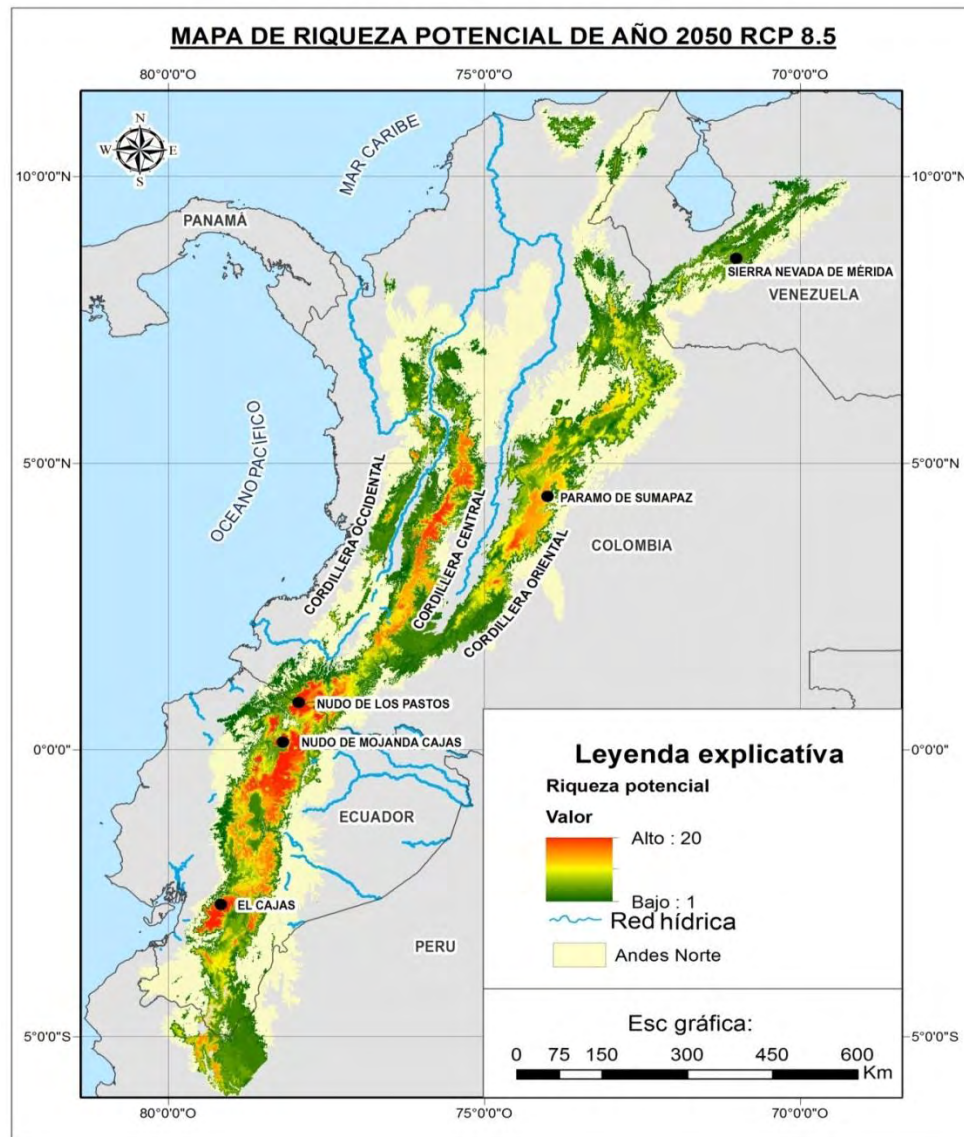 MAPA DE RIQUEZA POTENCIAL DE AÑO 2050 RCP 8.5
80°0'0"O
75°0'0"O
70°0'0"O
N
W
E
S
MAR CARIBE
10°0'0"N
10°0'0"N
PANAMÁ
SIERRA NEVADA DE MÉRIDA
VENEZUELA
OCEANO PACÍFICO
5°0'0"N
5°0'0"N
CORDILLERA OCCIDENTAL
CORDILLERA CENTRAL
CORDILLERA ORIENTAL
PARAMO DE SUMAPAZ
COLOMBIA
NUDO DE LOS PASTOS
NUDO DE MOJANDA CAJAS
0°0'0"
0°0'0"
ECUADOR
EL CAJAS
PERU
5°0'0"S
5°0'0"S
Leyenda explicatíva
Riqueza potencial
Valor
Alto : 20
Bajo : 1
Red hídrica
Andes Norte
Esc gráfica:
0 75 150 300 450 600
Km
80°0'0"O
75°0'0"O
70°0'0"O